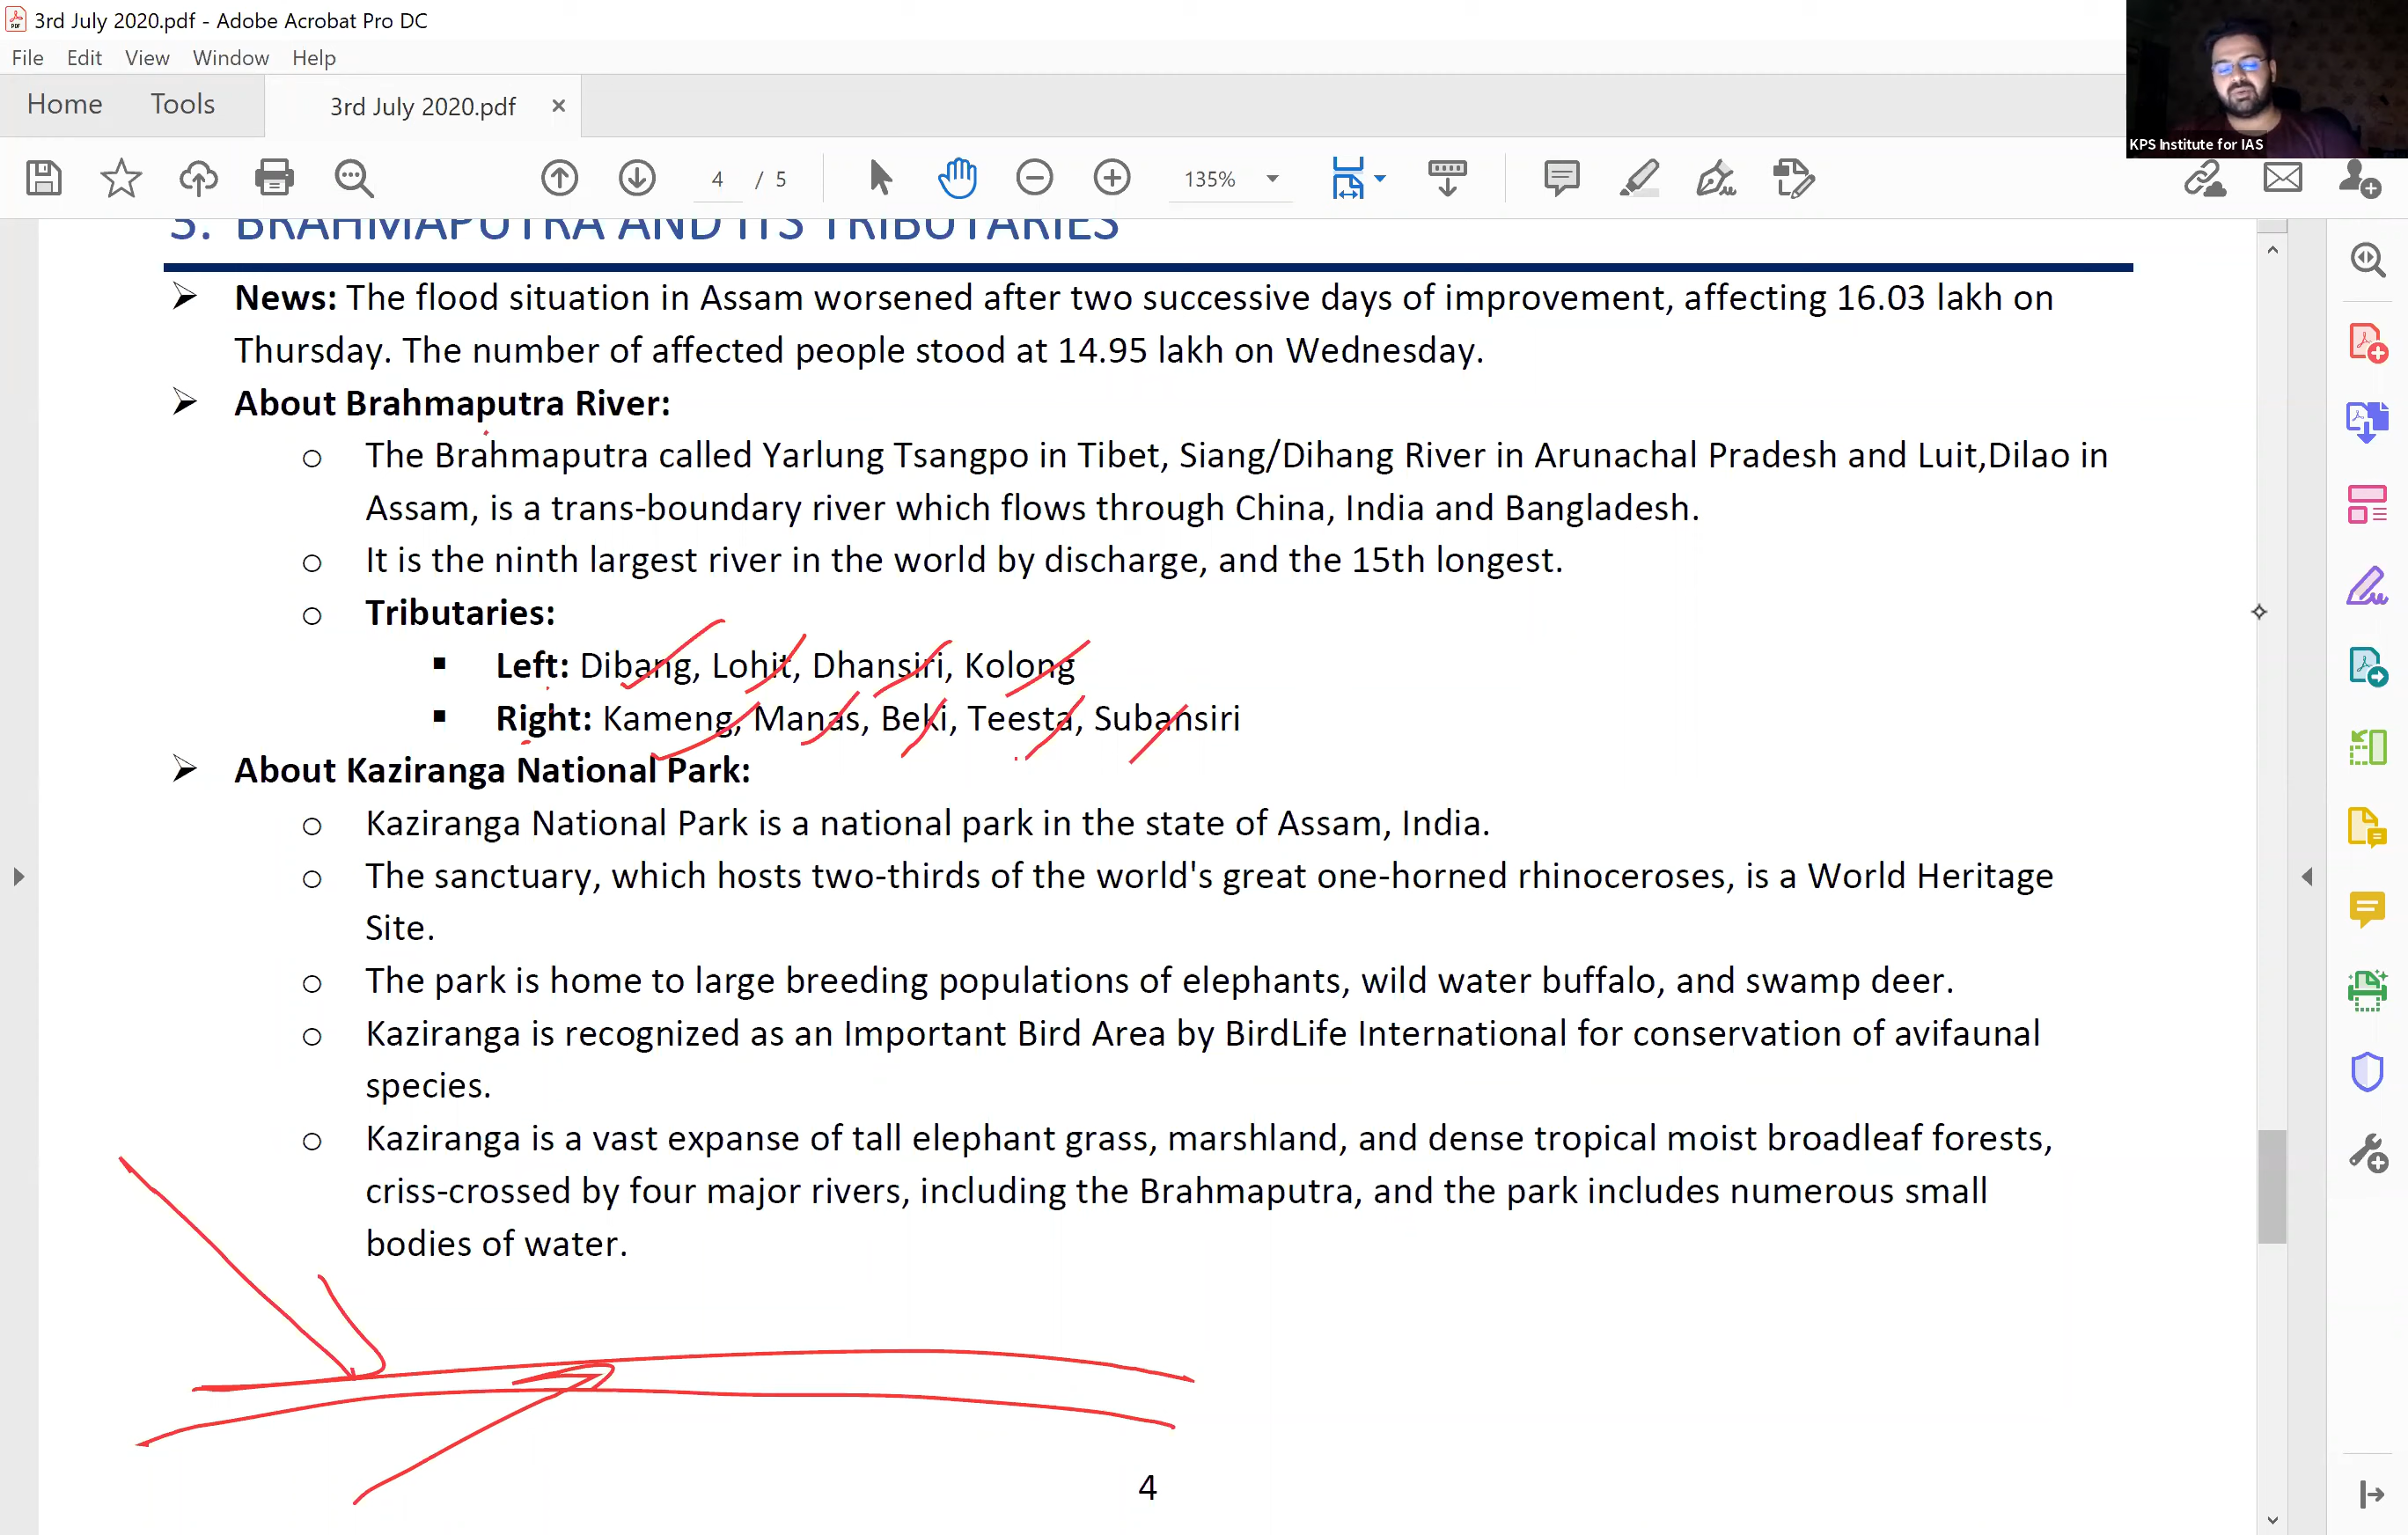 3rd July 2020.pdf - Adobe Acrobat Pro DC
File Edit View Window Help
Home Tools 3rd July 2020.pdf ×
4 / 5 135%
KPS Institute for IAS
3. BRAHMAPUTRA AND ITS TRIBUTARIES
➢ News: The flood situation in Assam worsened after two successive days of improvement, affecting 16.03 lakh on
Thursday. The number of affected people stood at 14.95 lakh on Wednesday.
➢ About Brahmaputra River:
o The Brahmaputra called Yarlung Tsangpo in Tibet, Siang/Dihang River in Arunachal Pradesh and Luit,Dilao in
Assam, is a trans-boundary river which flows through China, India and Bangladesh.
o It is the ninth largest river in the world by discharge, and the 15th longest.
o Tributaries:
▪ Left: Dibang, Lohit, Dhansiri, Kolong
▪ Right: Kameng, Manas, Beki, Teesta, Subansiri
➢ About Kaziranga National Park:
o Kaziranga National Park is a national park in the state of Assam, India.
o The sanctuary, which hosts two-thirds of the world's great one-horned rhinoceroses, is a World Heritage
Site.
o The park is home to large breeding populations of elephants, wild water buffalo, and swamp deer.
o Kaziranga is recognized as an Important Bird Area by BirdLife International for conservation of avifaunal
species.
o Kaziranga is a vast expanse of tall elephant grass, marshland, and dense tropical moist broadleaf forests,
criss-crossed by four major rivers, including the Brahmaputra, and the park includes numerous small
bodies of water.
4